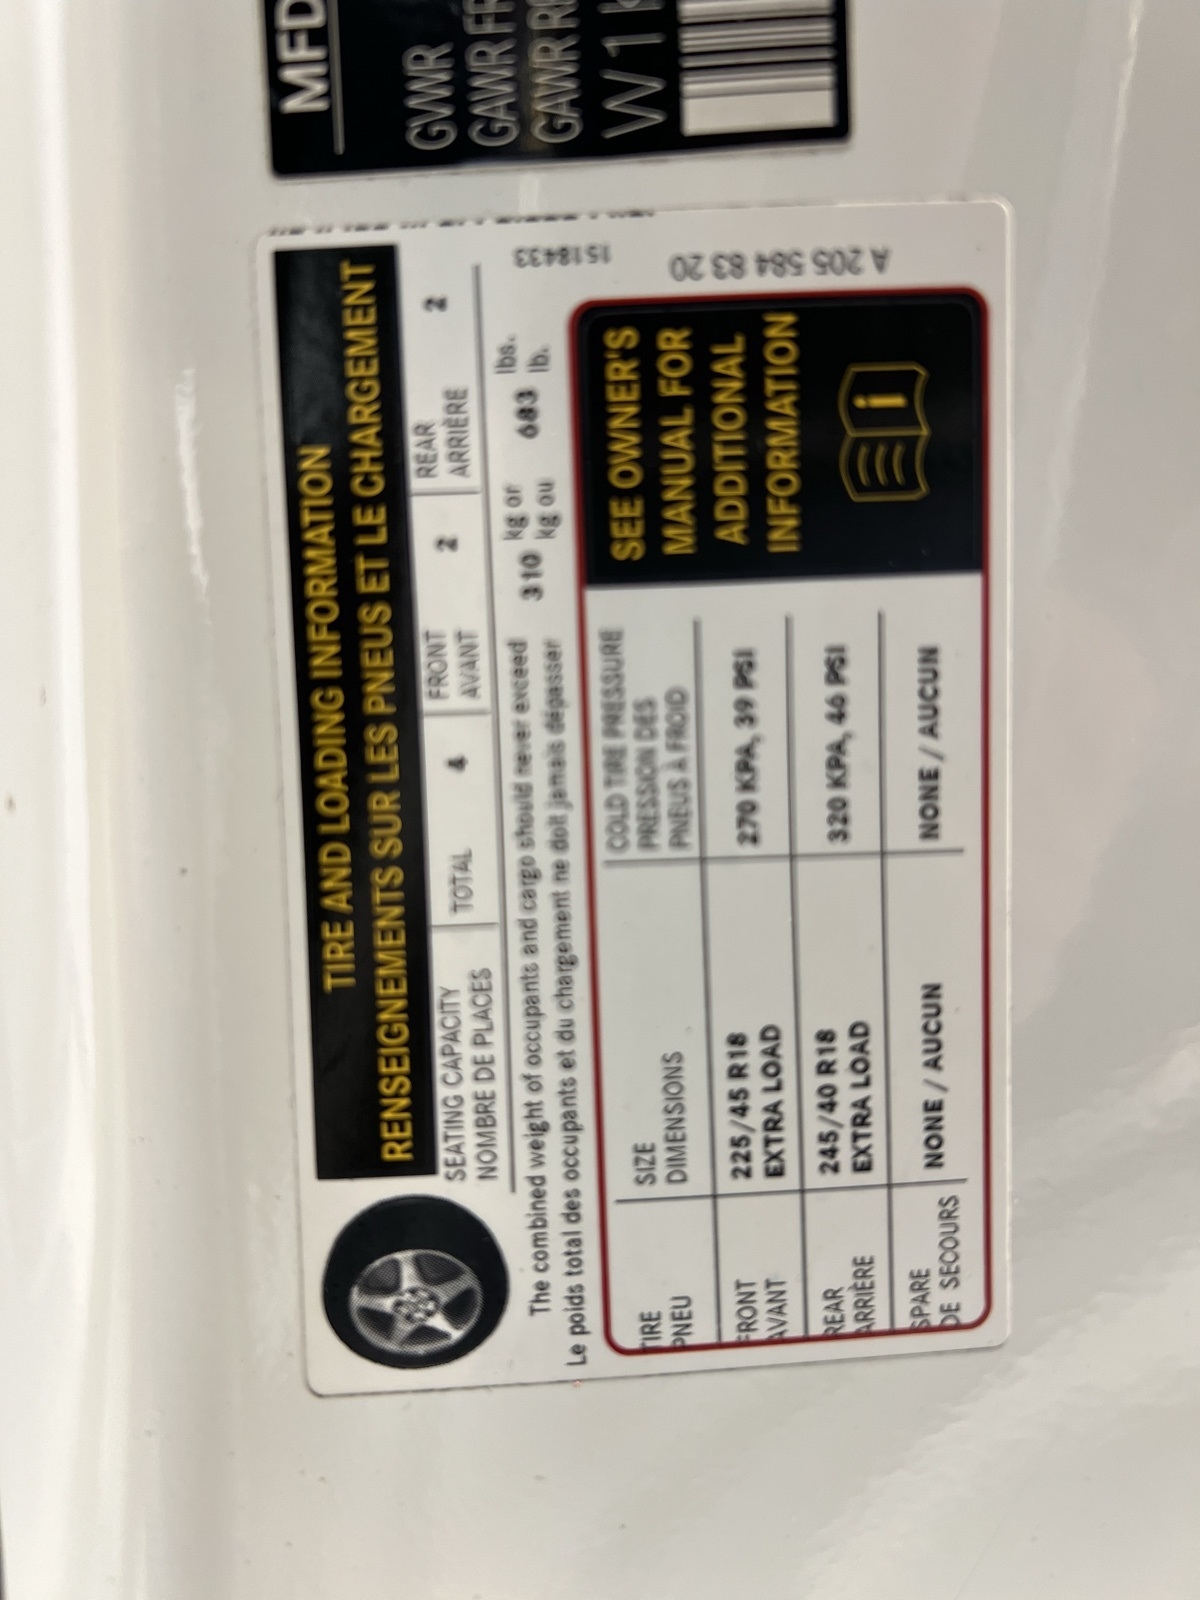 MFD
GVWR
GAWR
GAWR
W1
TIRE AND LOADING INFORMATION
RENSEIGNEMENTS SUR LES PNEUS ET LE CHARGEMENT
SEATING CAPACITY
NOMBRE DE PLACES
TOTAL 4
FRONT
AVANT
2
REAR
ARRIÈRE
2
The combined weight of occupants and cargo should never exceed 310 kg or 683 lbs.
Le poids total des occupants et du chargement ne doit jamais dépasser kg ou lb.
TIRE
PNEU
SIZE
DIMENSIONS
COLD TIRE PRESSURE
PRESSION DES
PNEUS À FROID
FRONT
AVANT
225/45 R18
EXTRA LOAD
270 KPA, 39 PSI
REAR
ARRIÈRE
245/40 R18
EXTRA LOAD
320 KPA, 46 PSI
SPARE
DE SECOURS
NONE / AUCUN
NONE / AUCUN
SEE OWNER'S
MANUAL FOR
ADDITIONAL
INFORMATION
i
1518433
A 205 584 83 20